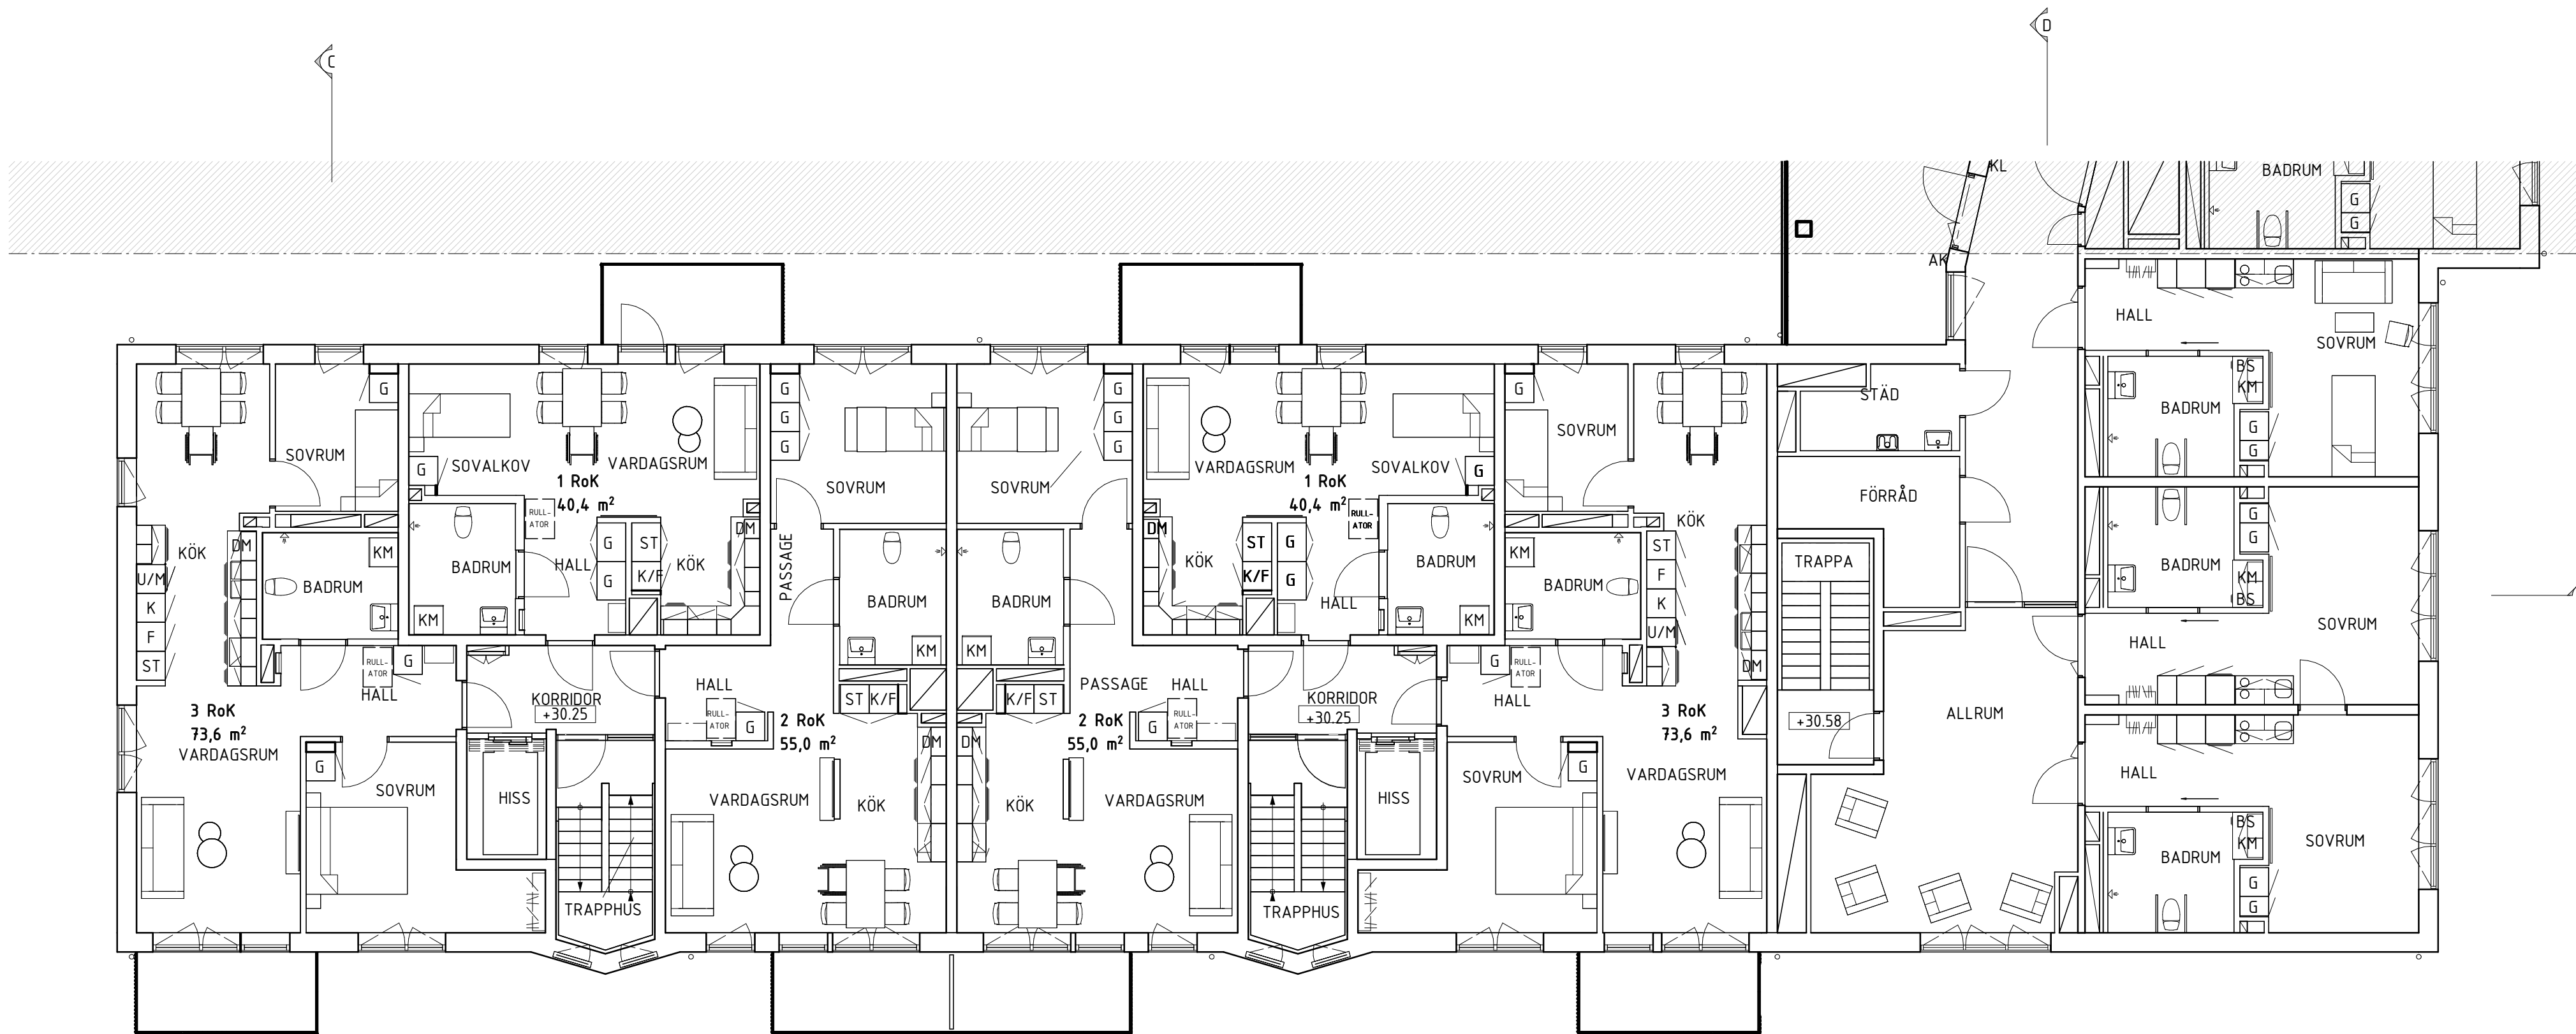 C
D
KL
BADRUM
G
G
AK
HALL
SOVRUM
BS
KM
BADRUM
G
G
G
G
BADRUM
KM
BS
HALL
SOVRUM
HALL
BS
KM
BADRUM
SOVRUM
G
G
STÄD
FÖRRÅD
TRAPPA
+30.58
ALLRUM
G
SOVRUM
KÖK
DM
KM
BADRUM
U/M
K
F
ST
RULL-
ATOR
G
HALL
3 RoK
73,6 m²
VARDAGSRUM
G
SOVRUM
G
SOVALKOV
VARDAGSRUM
1 RoK
40,4 m²
RULL-
ATOR
BADRUM
HALL
G
G
ST
K/F
KÖK
DM
KM
KORRIDOR
+30.25
HISS
TRAPPHUS
G
G
G
SOVRUM
PASSAGE
BADRUM
KM
HALL
RULL-
ATOR
G
ST
K/F
2 RoK
55,0 m²
DM
VARDAGSRUM
KÖK
G
G
G
SOVRUM
BADRUM
KM
K/F
ST
PASSAGE
HALL
G
RULL-
ATOR
2 RoK
55,0 m²
DM
KÖK
VARDAGSRUM
VARDAGSRUM
SOVALKOV
G
1 RoK
40,4 m²
RULL-
ATOR
DM
KÖK
ST
K/F
G
G
HALL
BADRUM
KM
KORRIDOR
+30.25
HISS
TRAPPHUS
G
SOVRUM
KÖK
KM
BADRUM
ST
F
K
U/M
DM
G
RULL-
ATOR
HALL
3 RoK
73,6 m²
SOVRUM
G
VARDAGSRUM